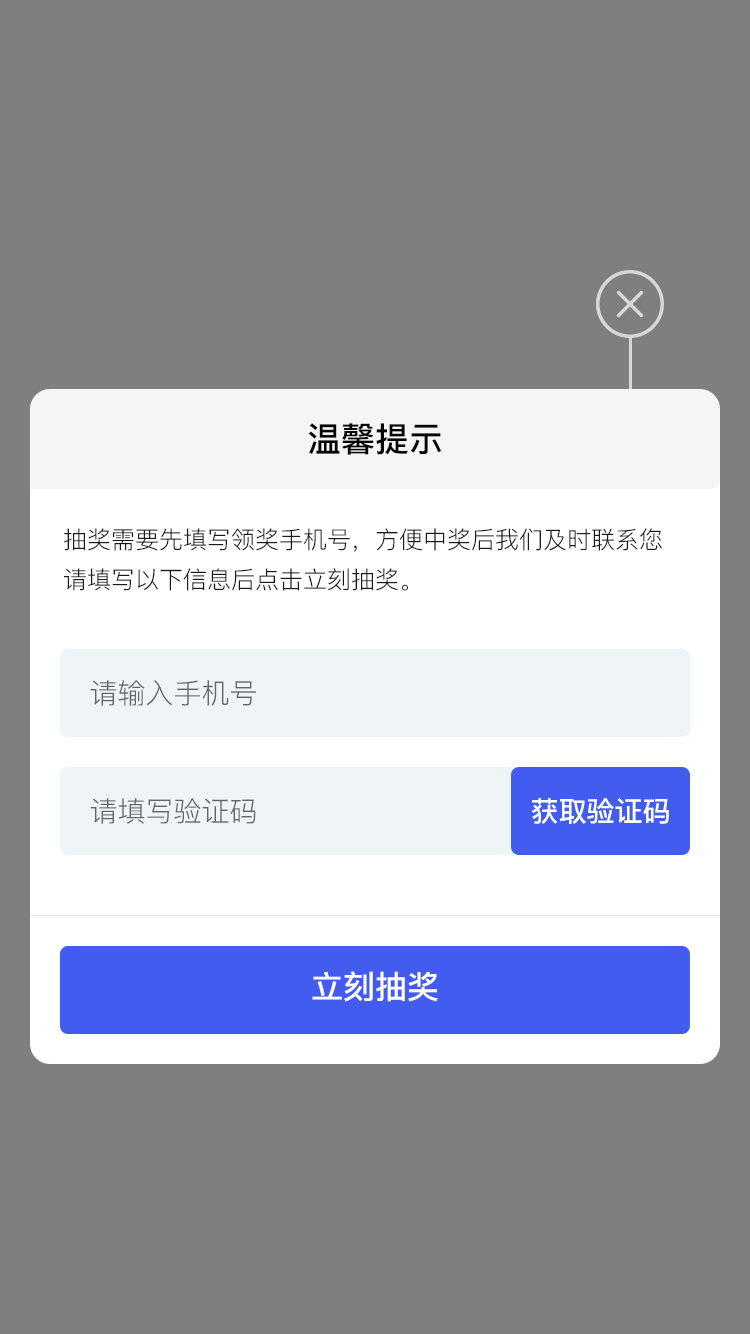 温馨提示
抽奖需要先填写领奖手机号，方便中奖后我们及时联系您
请填写以下信息后点击立刻抽奖。
请输入手机号
请填写验证码
获取验证码
立刻抽奖